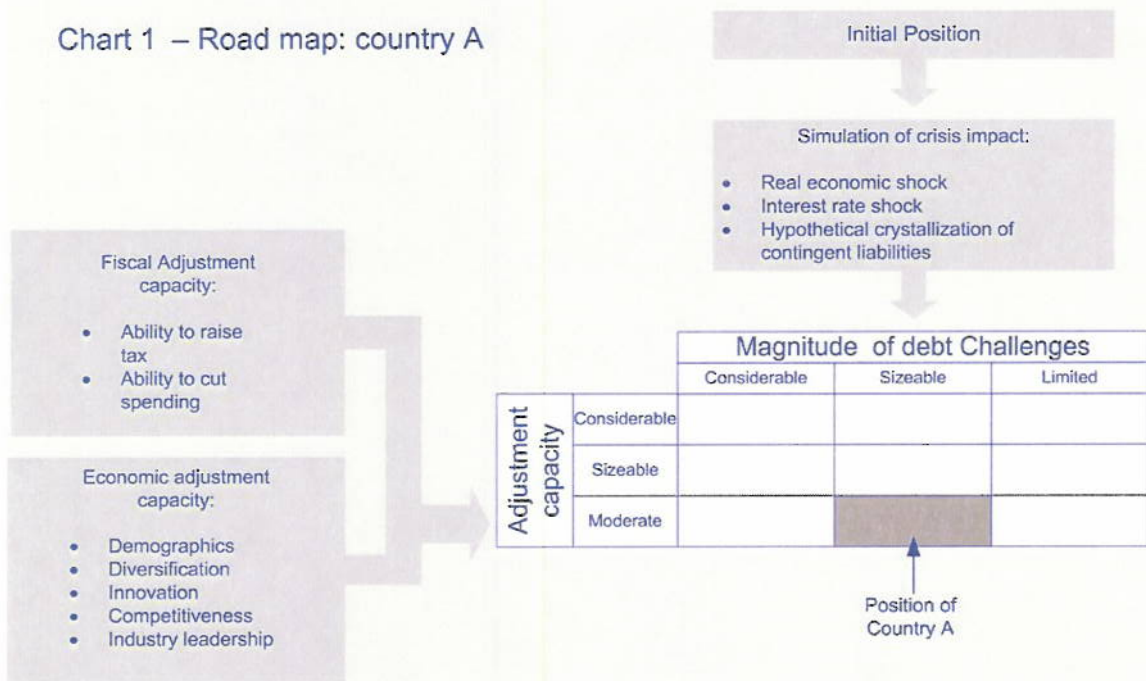 Chart 1 – Road map: country A
Initial Position
Simulation of crisis impact:
• Real economic shock
• Interest rate shock
• Hypothetical crystallization of
contingent liabilities
Fiscal Adjustment
capacity:
• Ability to raise
tax
• Ability to cut
spending
Economic adjustment
capacity:
• Demographics
• Diversification
• Innovation
• Competitiveness
• Industry leadership
Magnitude of debt Challenges
Considerable Sizeable Limited
Adjustment
capacity
Considerable
Sizeable
Moderate
Position of
Country A